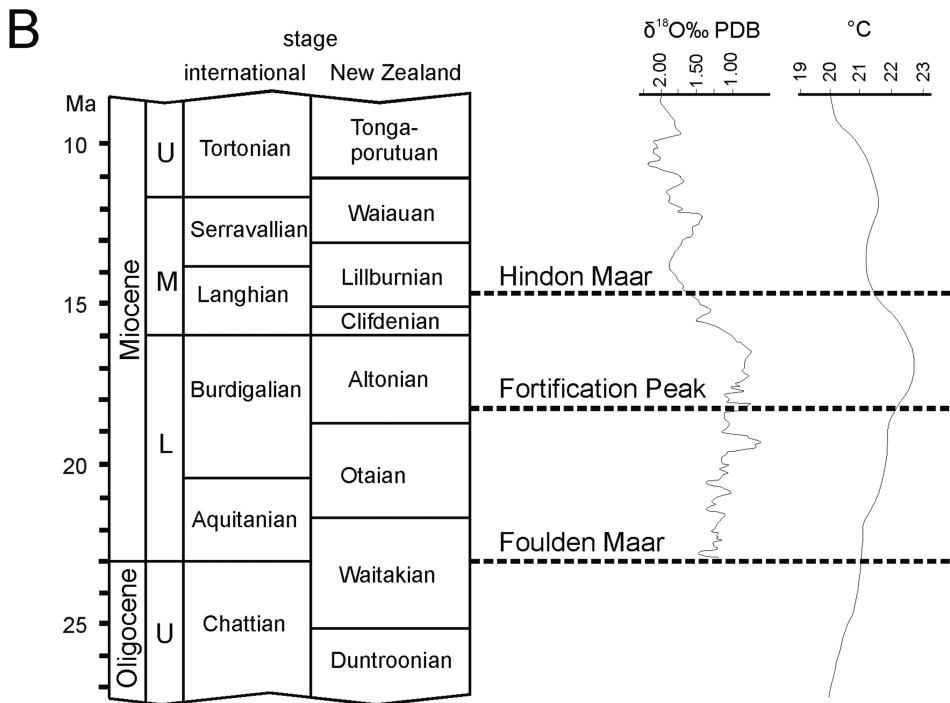 B
stage
international New Zealand
δ¹⁸O‰ PDB
°C
2.00 1.50 1.00
19 20 21 22 23
Ma
10
15
20
25
Miocene
Oligocene
U
M
L
U
Tortonian
Serravallian
Langhian
Burdigalian
Aquitanian
Chattian
Tonga-
porutuan
Waiauan
Lillburnian
Clifdenian
Altonian
Otaian
Waitakian
Duntroonian
Hindon Maar
Fortification Peak
Foulden Maar